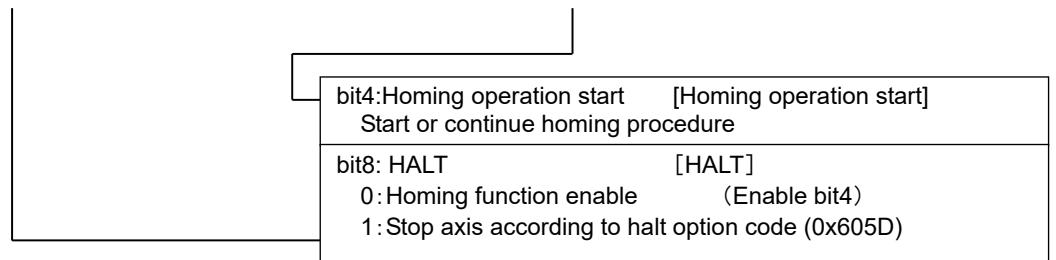 bit4:Homing operation start [Homing operation start]
Start or continue homing procedure
bit8: HALT ［HALT］
0：Homing function enable （Enable bit4）
1：Stop axis according to halt option code (0x605D)